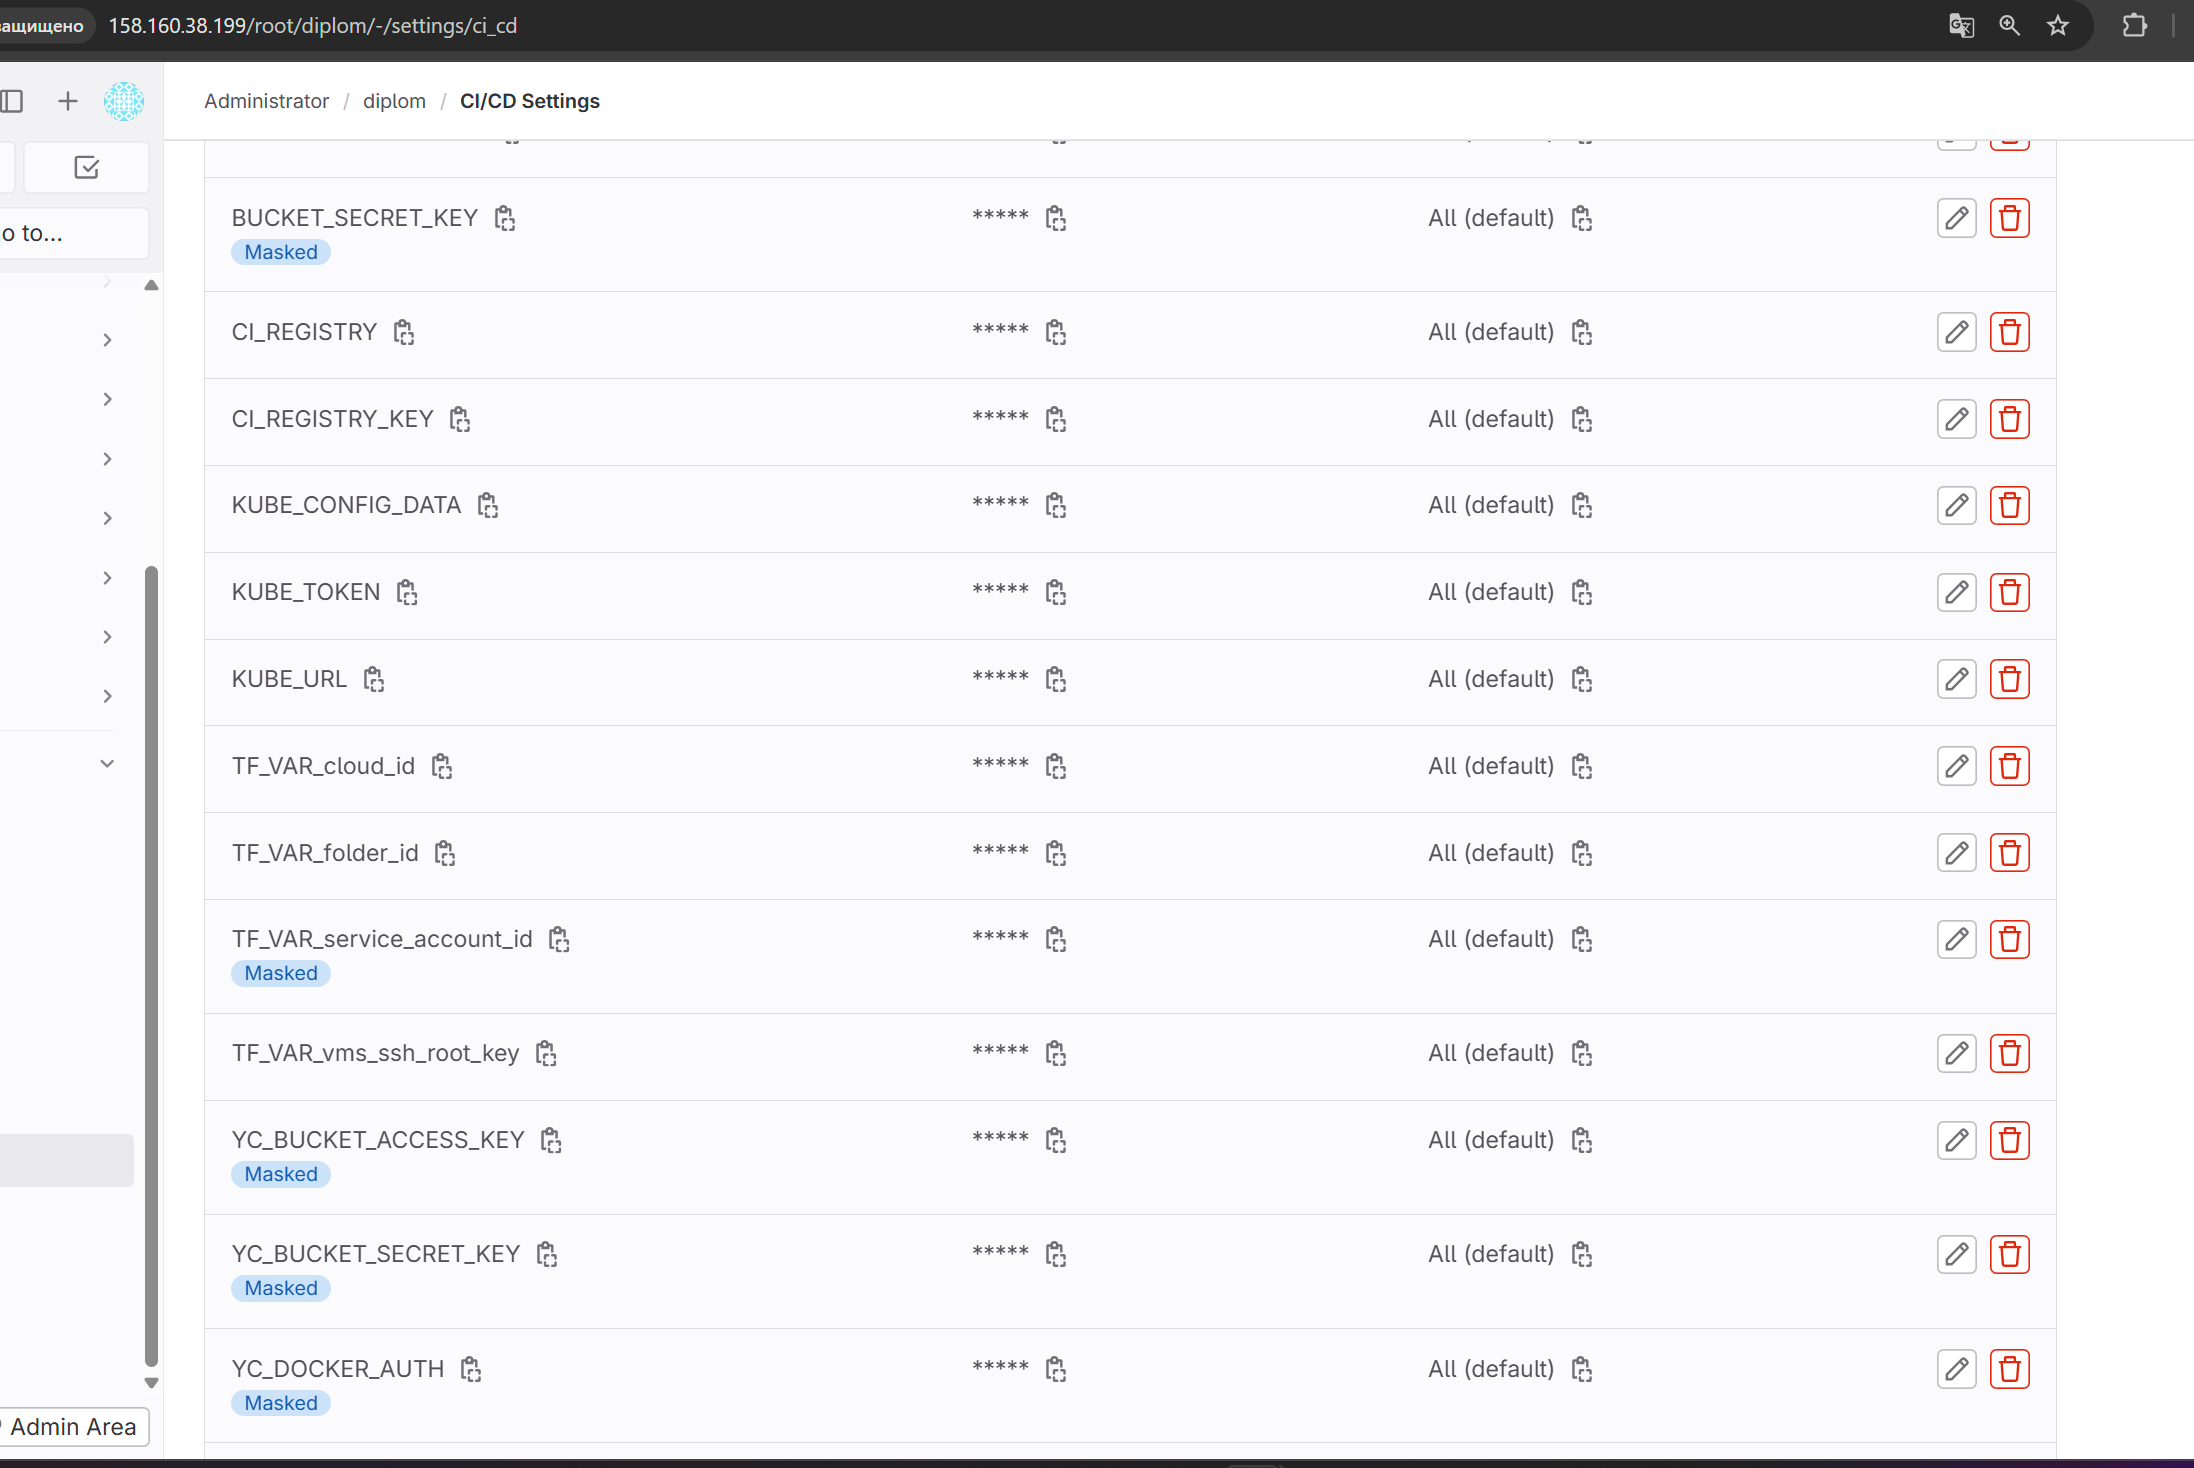 защищено 158.160.38.199/root/diplom/-/settings/ci_cd
Administrator / diplom / CI/CD Settings
o to...
BUCKET_SECRET_KEY ***** All (default)
Masked
CI_REGISTRY ***** All (default)
CI_REGISTRY_KEY ***** All (default)
KUBE_CONFIG_DATA ***** All (default)
KUBE_TOKEN ***** All (default)
KUBE_URL ***** All (default)
TF_VAR_cloud_id ***** All (default)
TF_VAR_folder_id ***** All (default)
TF_VAR_service_account_id ***** All (default)
Masked
TF_VAR_vms_ssh_root_key ***** All (default)
YC_BUCKET_ACCESS_KEY ***** All (default)
Masked
YC_BUCKET_SECRET_KEY ***** All (default)
Masked
YC_DOCKER_AUTH ***** All (default)
Masked
Admin Area